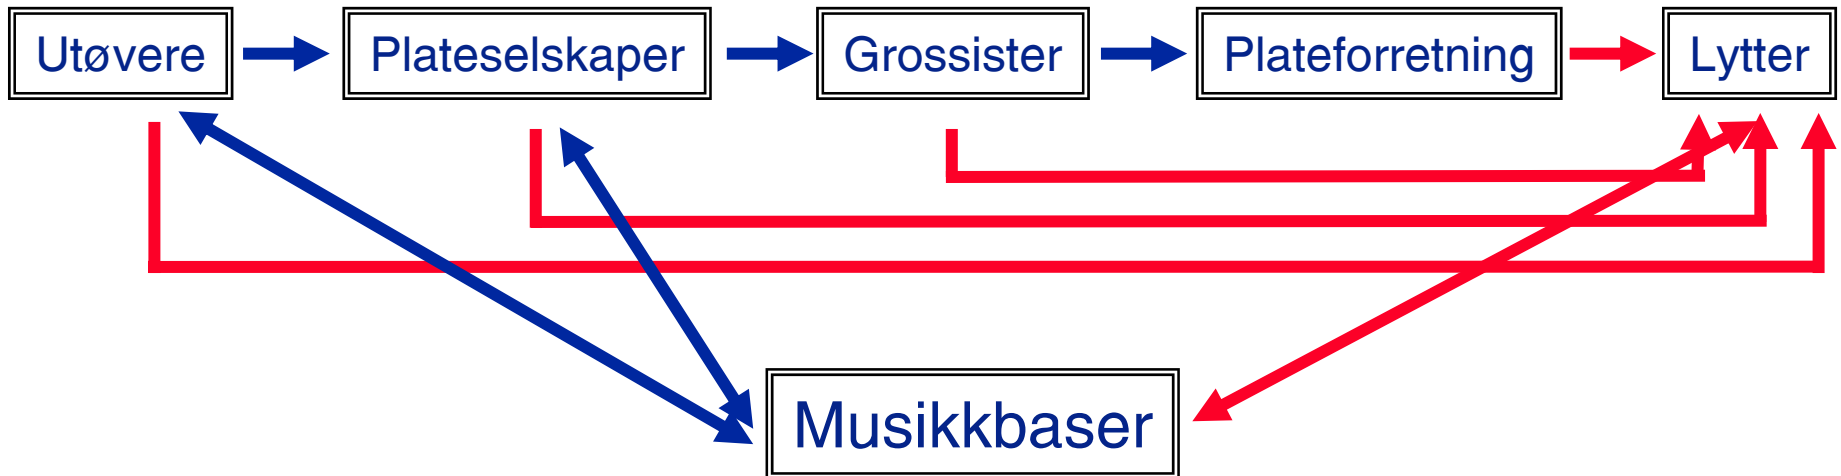 Utøvere
Plateselskaper
Grossister
Plateforretning
Lytter
Musikkbaser